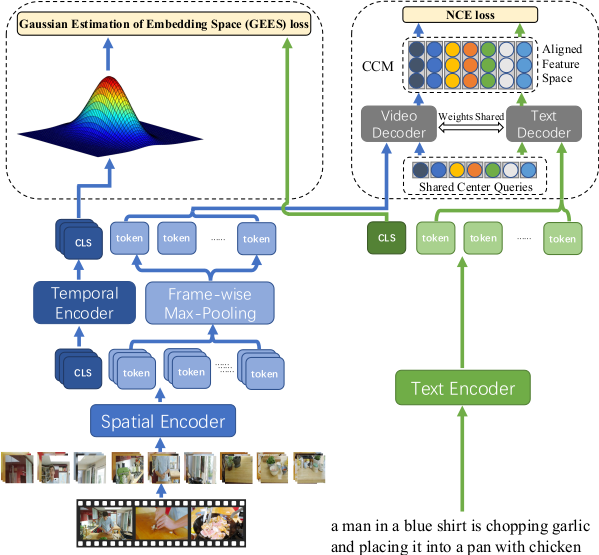 Gaussian Estimation of Embedding Space (GEES) loss
NCE loss
CCM
Aligned
Feature
Space
Video
Decoder
Weights Shared
Text
Decoder
Shared Center Queries
CLS
CLS
token
token
......
token
CLS
token
token
......
token
Temporal
Encoder
Frame-wise
Max-Pooling
CLS
token
token
......
......
token
Spatial Encoder
Text Encoder
a man in a blue shirt is chopping garlic
and placing it into a pan with chicken